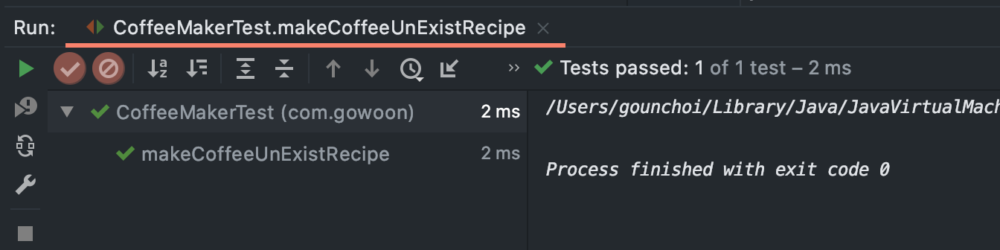 Run: CoffeeMakerTest.makeCoffeeUnExistRecipe
Tests passed: 1 of 1 test – 2 ms
CoffeeMakerTest (com.gowoon) 2 ms
makeCoffeeUnExistRecipe 2 ms
/Users/gounchoi/Library/Java/JavaVirtualMach
Process finished with exit code 0